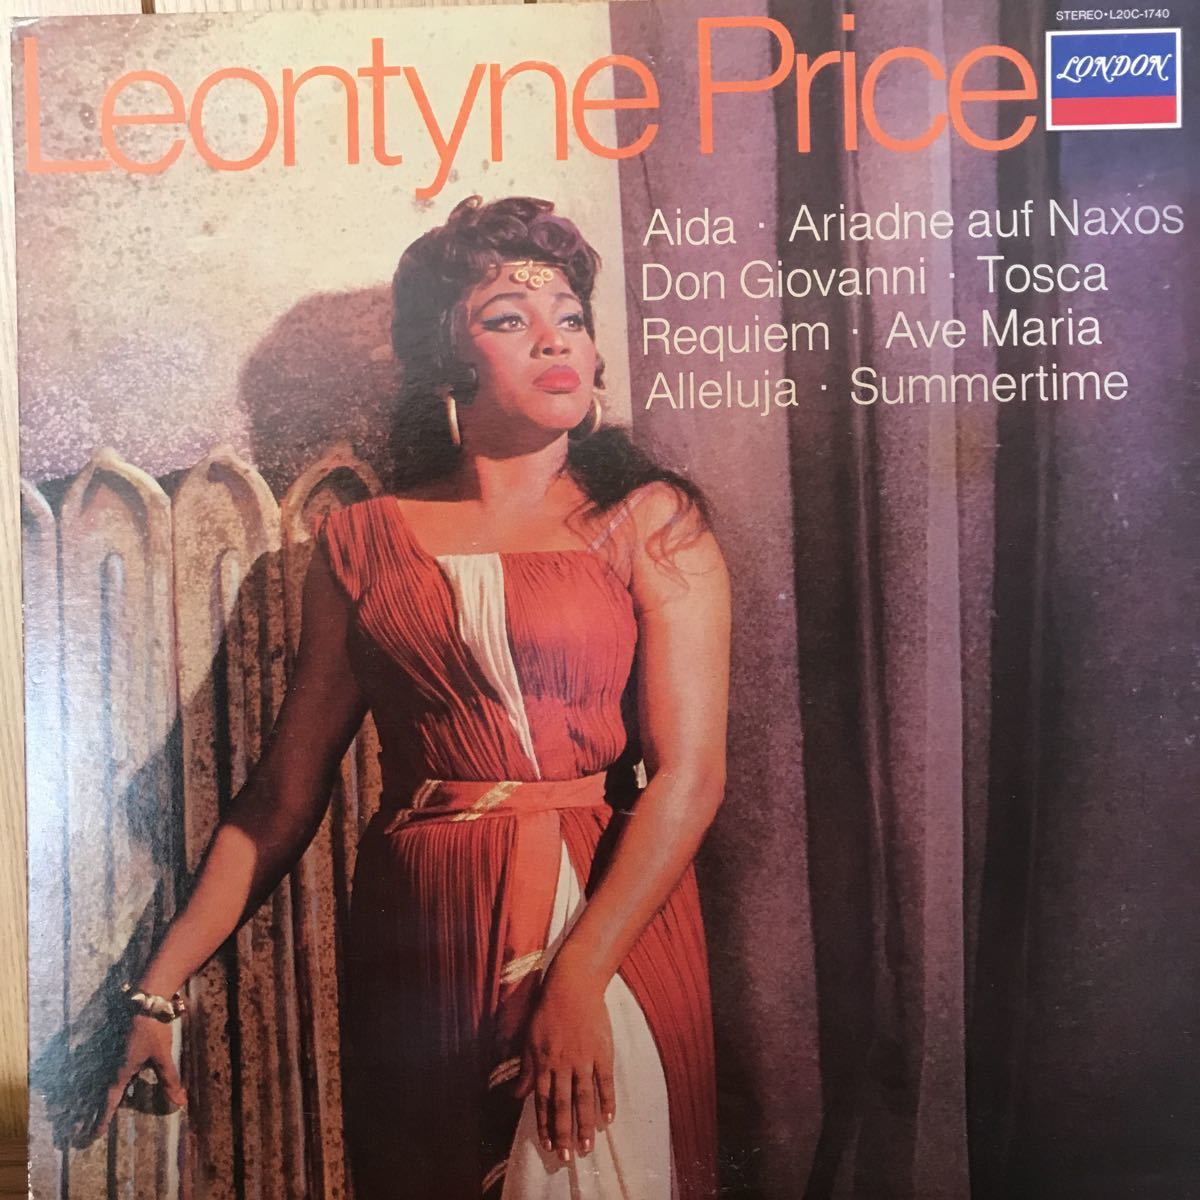 STEREO•L20C-1740
Leontyne Price
LONDON
Aida · Ariadne auf Naxos
Don Giovanni · Tosca
Requiem · Ave Maria
Alleluja · Summertime